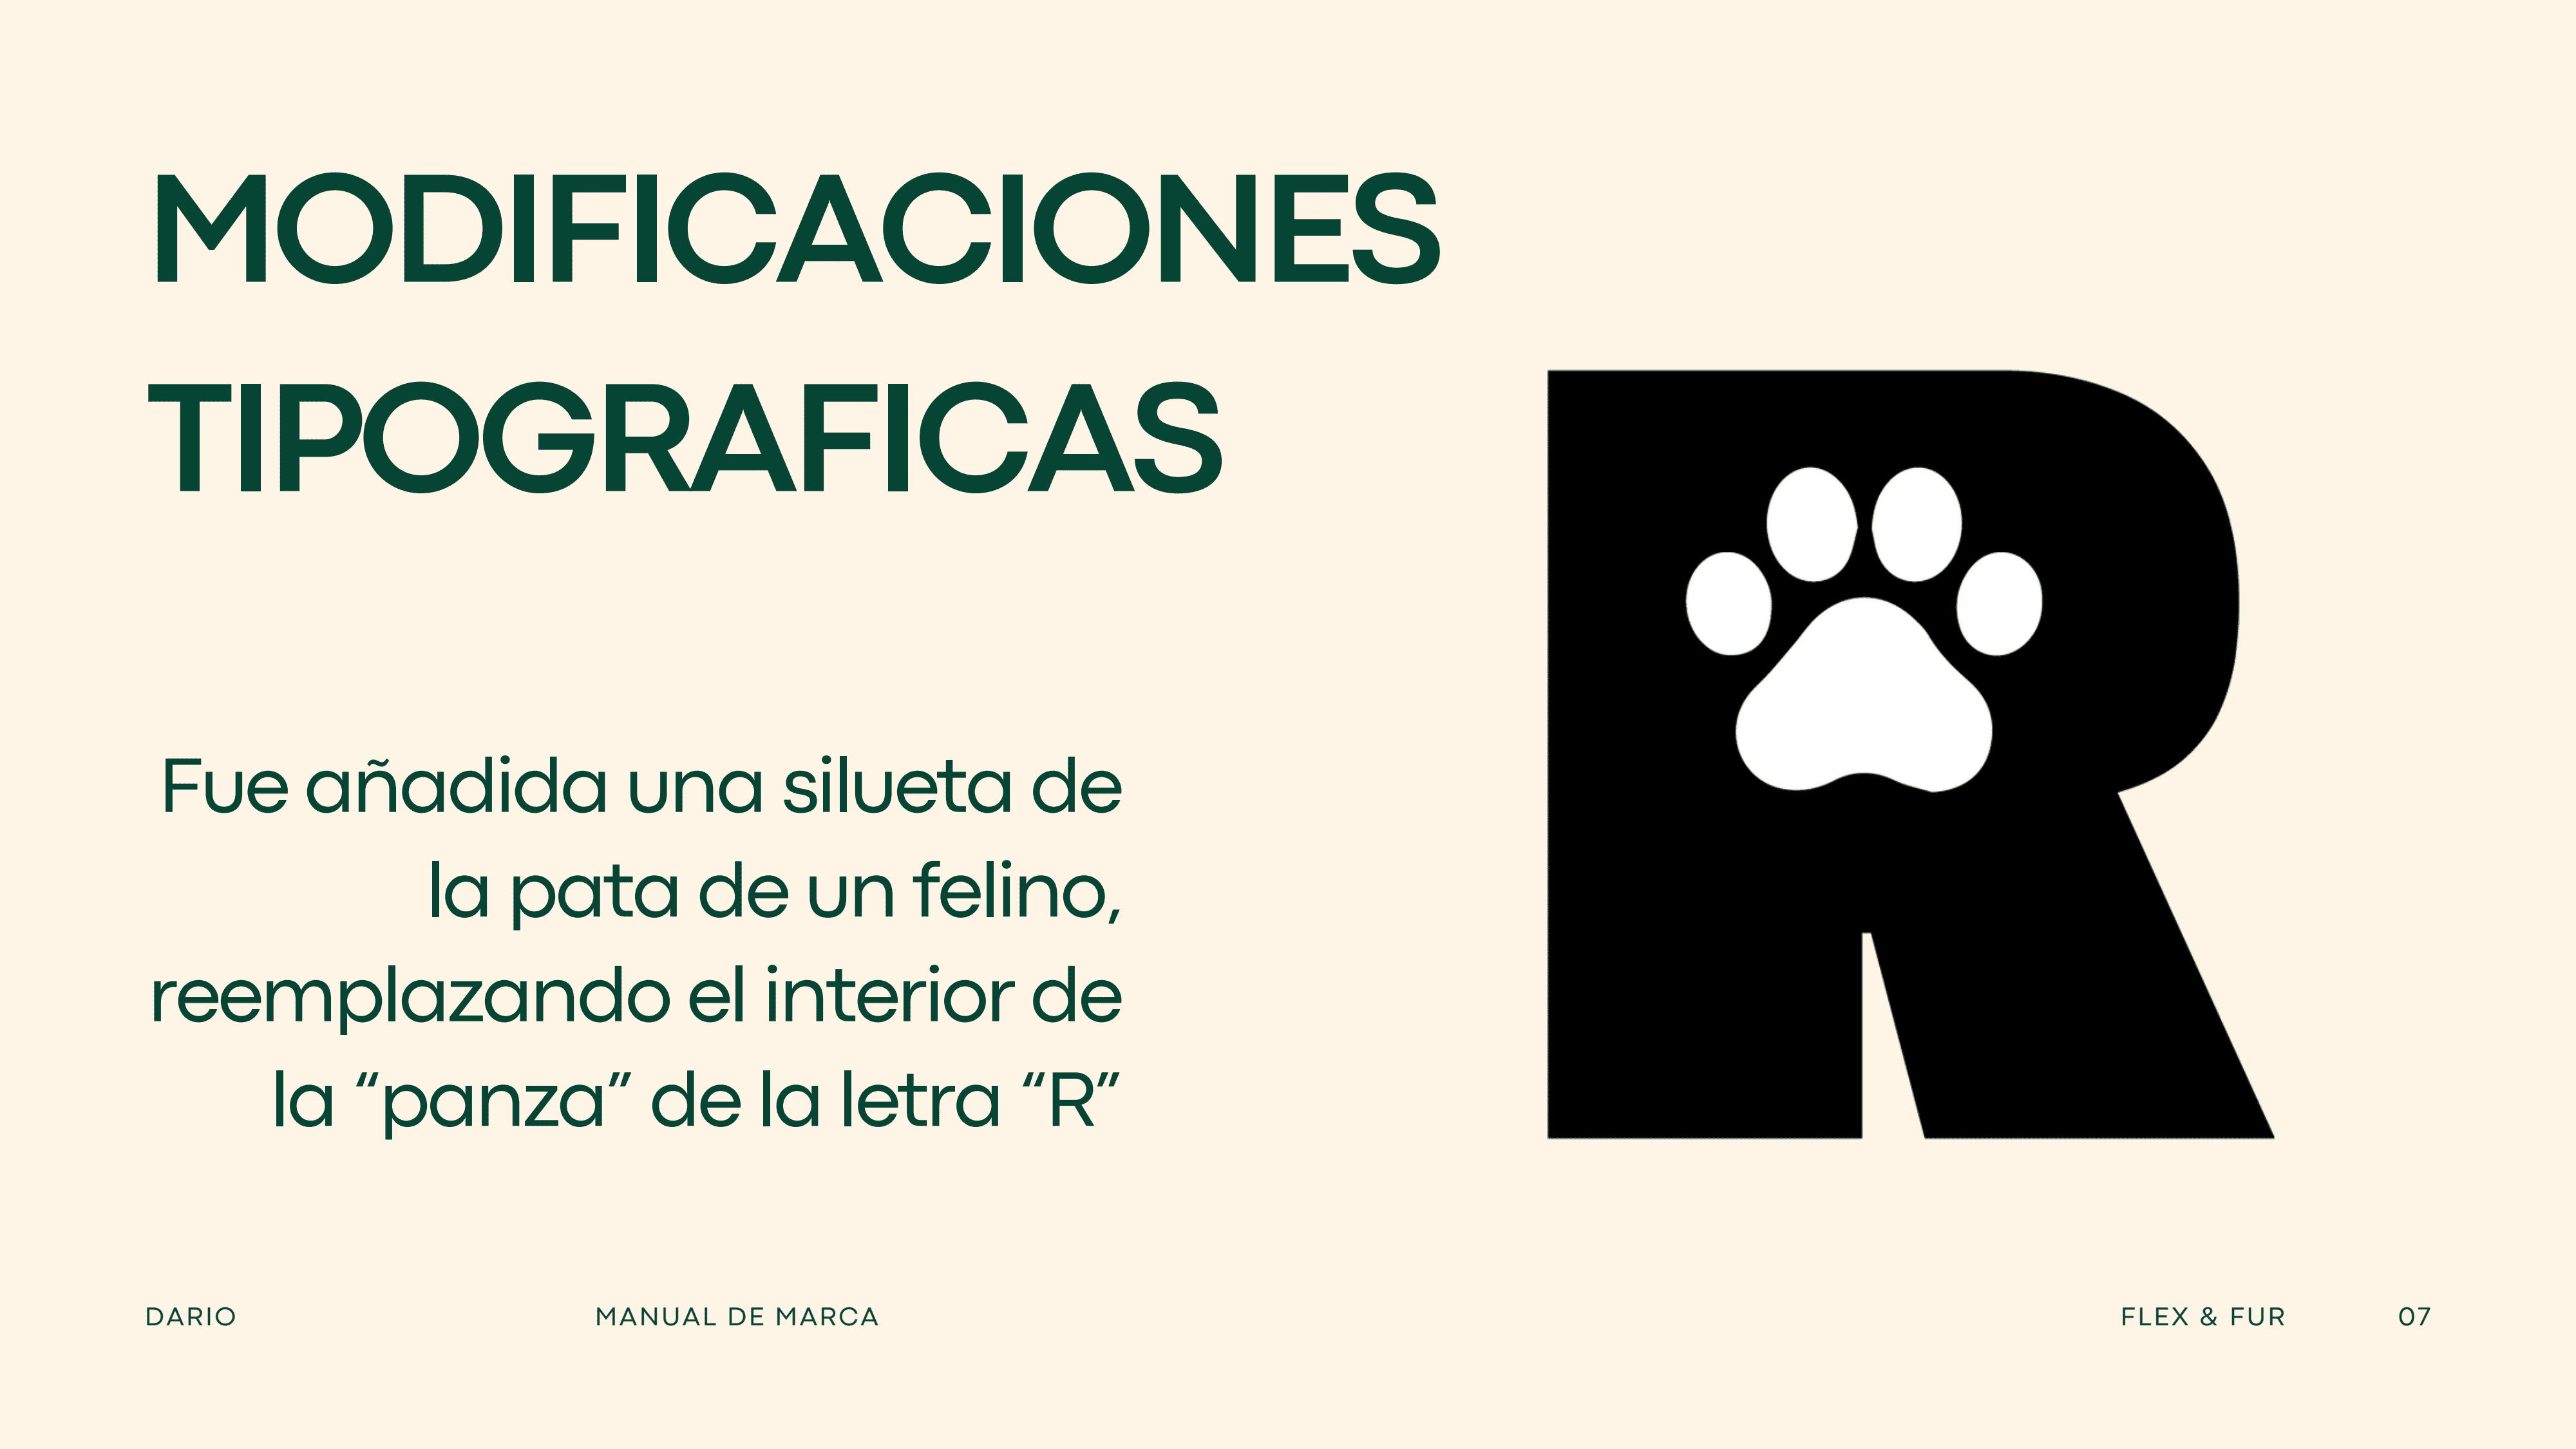 MODIFICACIONES
TIPOGRAFICAS
Fue añadida una silueta de
la pata de un felino,
reemplazando el interior de
la “panza” de la letra “R”
R
DARIO
MANUAL DE MARCA
FLEX & FUR
07